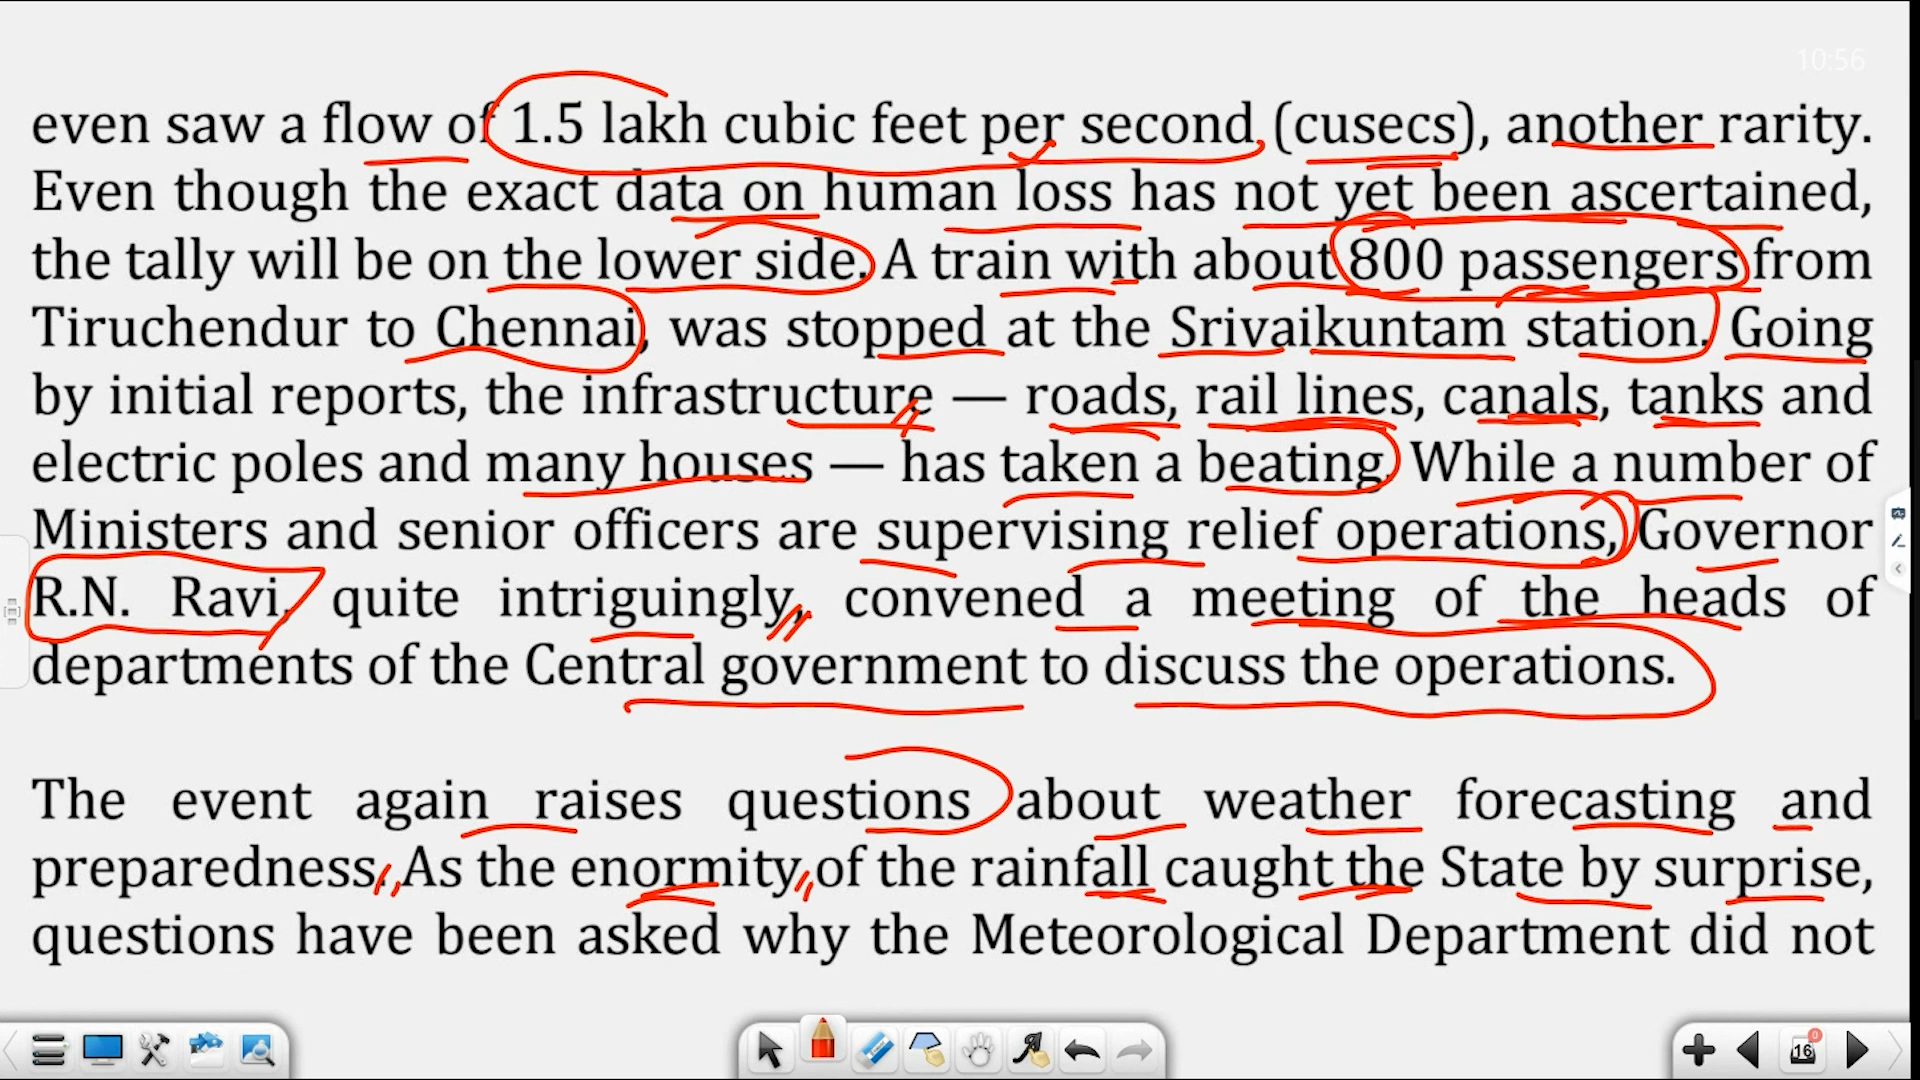 10:56
even saw a flow of 1.5 lakh cubic feet per second (cusecs), another rarity.
Even though the exact data on human loss has not yet been ascertained,
the tally will be on the lower side. A train with about 800 passengers from
Tiruchendur to Chennai, was stopped at the Srivaikuntam station. Going
by initial reports, the infrastructure — roads, rail lines, canals, tanks and
electric poles and many houses — has taken a beating. While a number of
Ministers and senior officers are supervising relief operations, Governor
R.N. Ravi, quite intriguingly, convened a meeting of the heads of
departments of the Central government to discuss the operations.
The event again raises questions about weather forecasting and
preparedness. As the enormity of the rainfall caught the State by surprise,
questions have been asked why the Meteorological Department did not
16
0